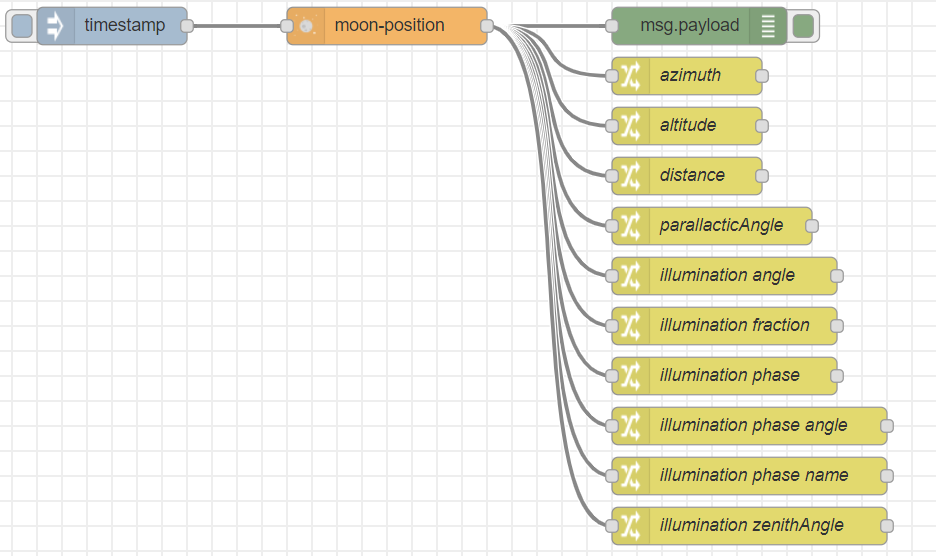 timestamp
moon-position
msg.payload
azimuth
altitude
distance
parallacticAngle
illumination angle
illumination fraction
illumination phase
illumination phase angle
illumination phase name
illumination zenithAngle